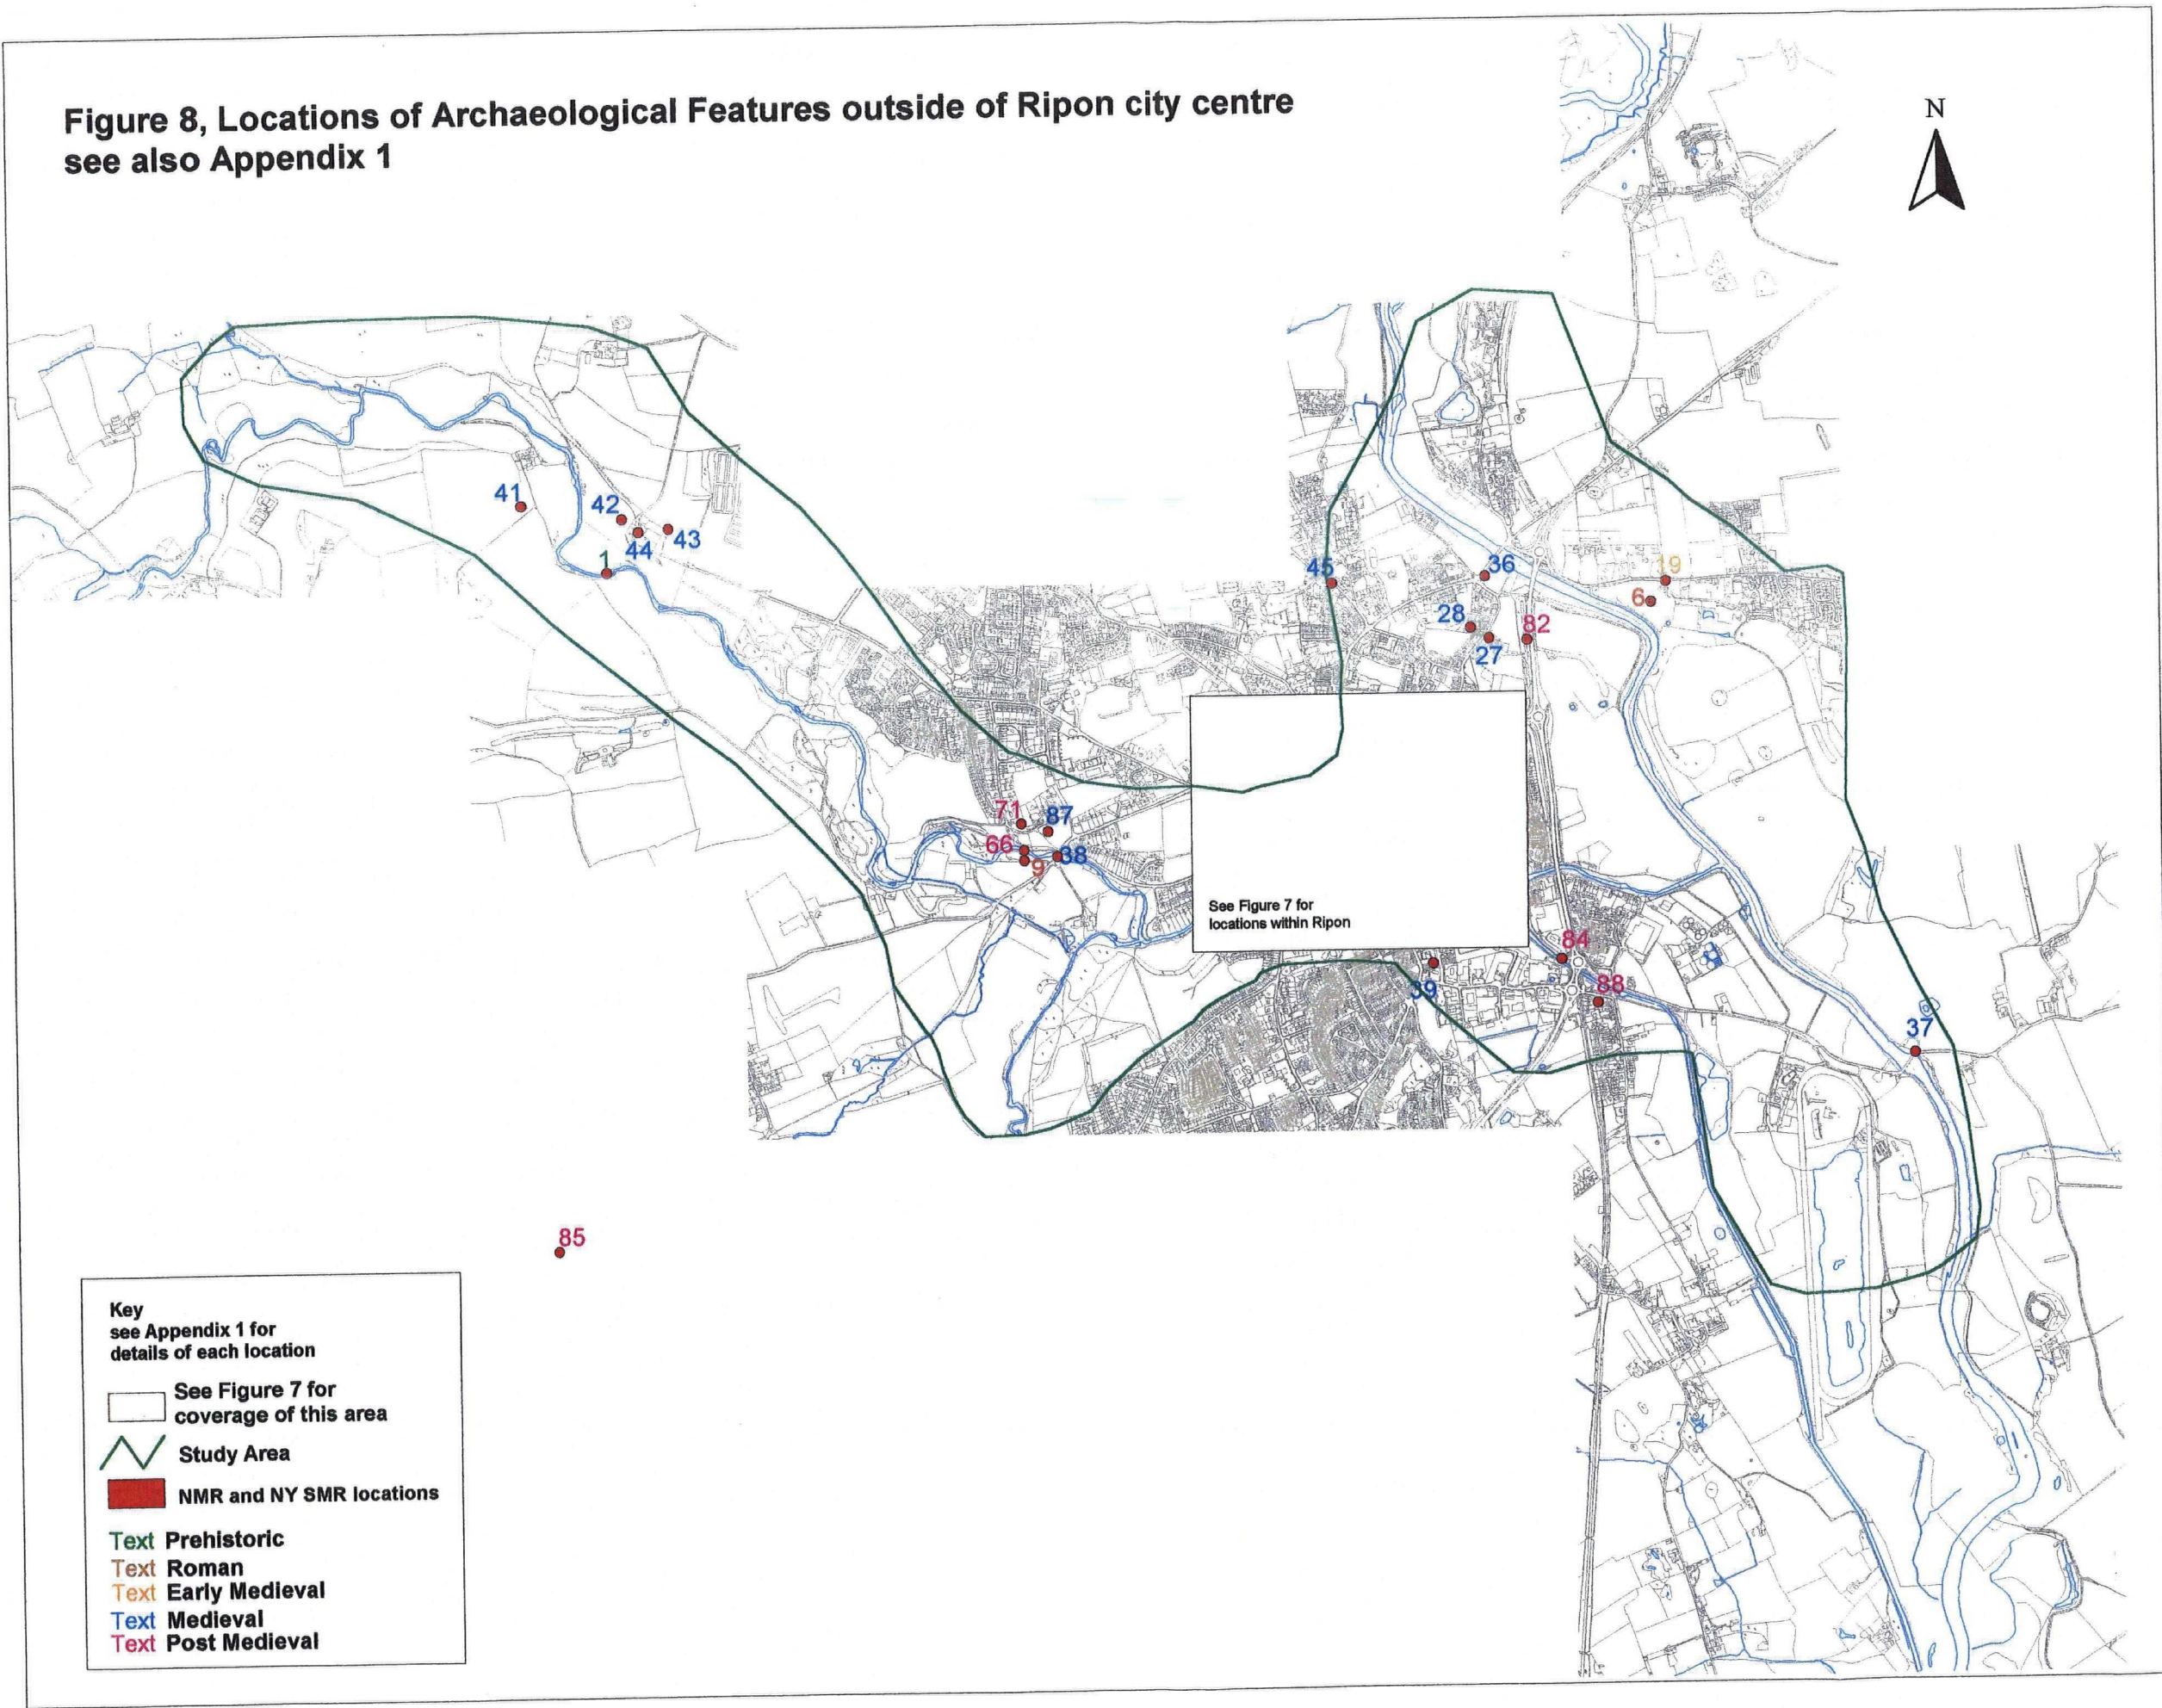 Figure 8, Locations of Archaeological Features outside of Ripon city centre
see also Appendix 1
N
41
42
43
44
1
45
36
19
6
28
82
27
71
87
66
38
9
See Figure 7 for
locations within Ripon
84
39
88
37
85
Key
see Appendix 1 for
details of each location
See Figure 7 for
coverage of this area
Study Area
NMR and NY SMR locations
Text Prehistoric
Text Roman
Text Early Medieval
Text Medieval
Text Post Medieval